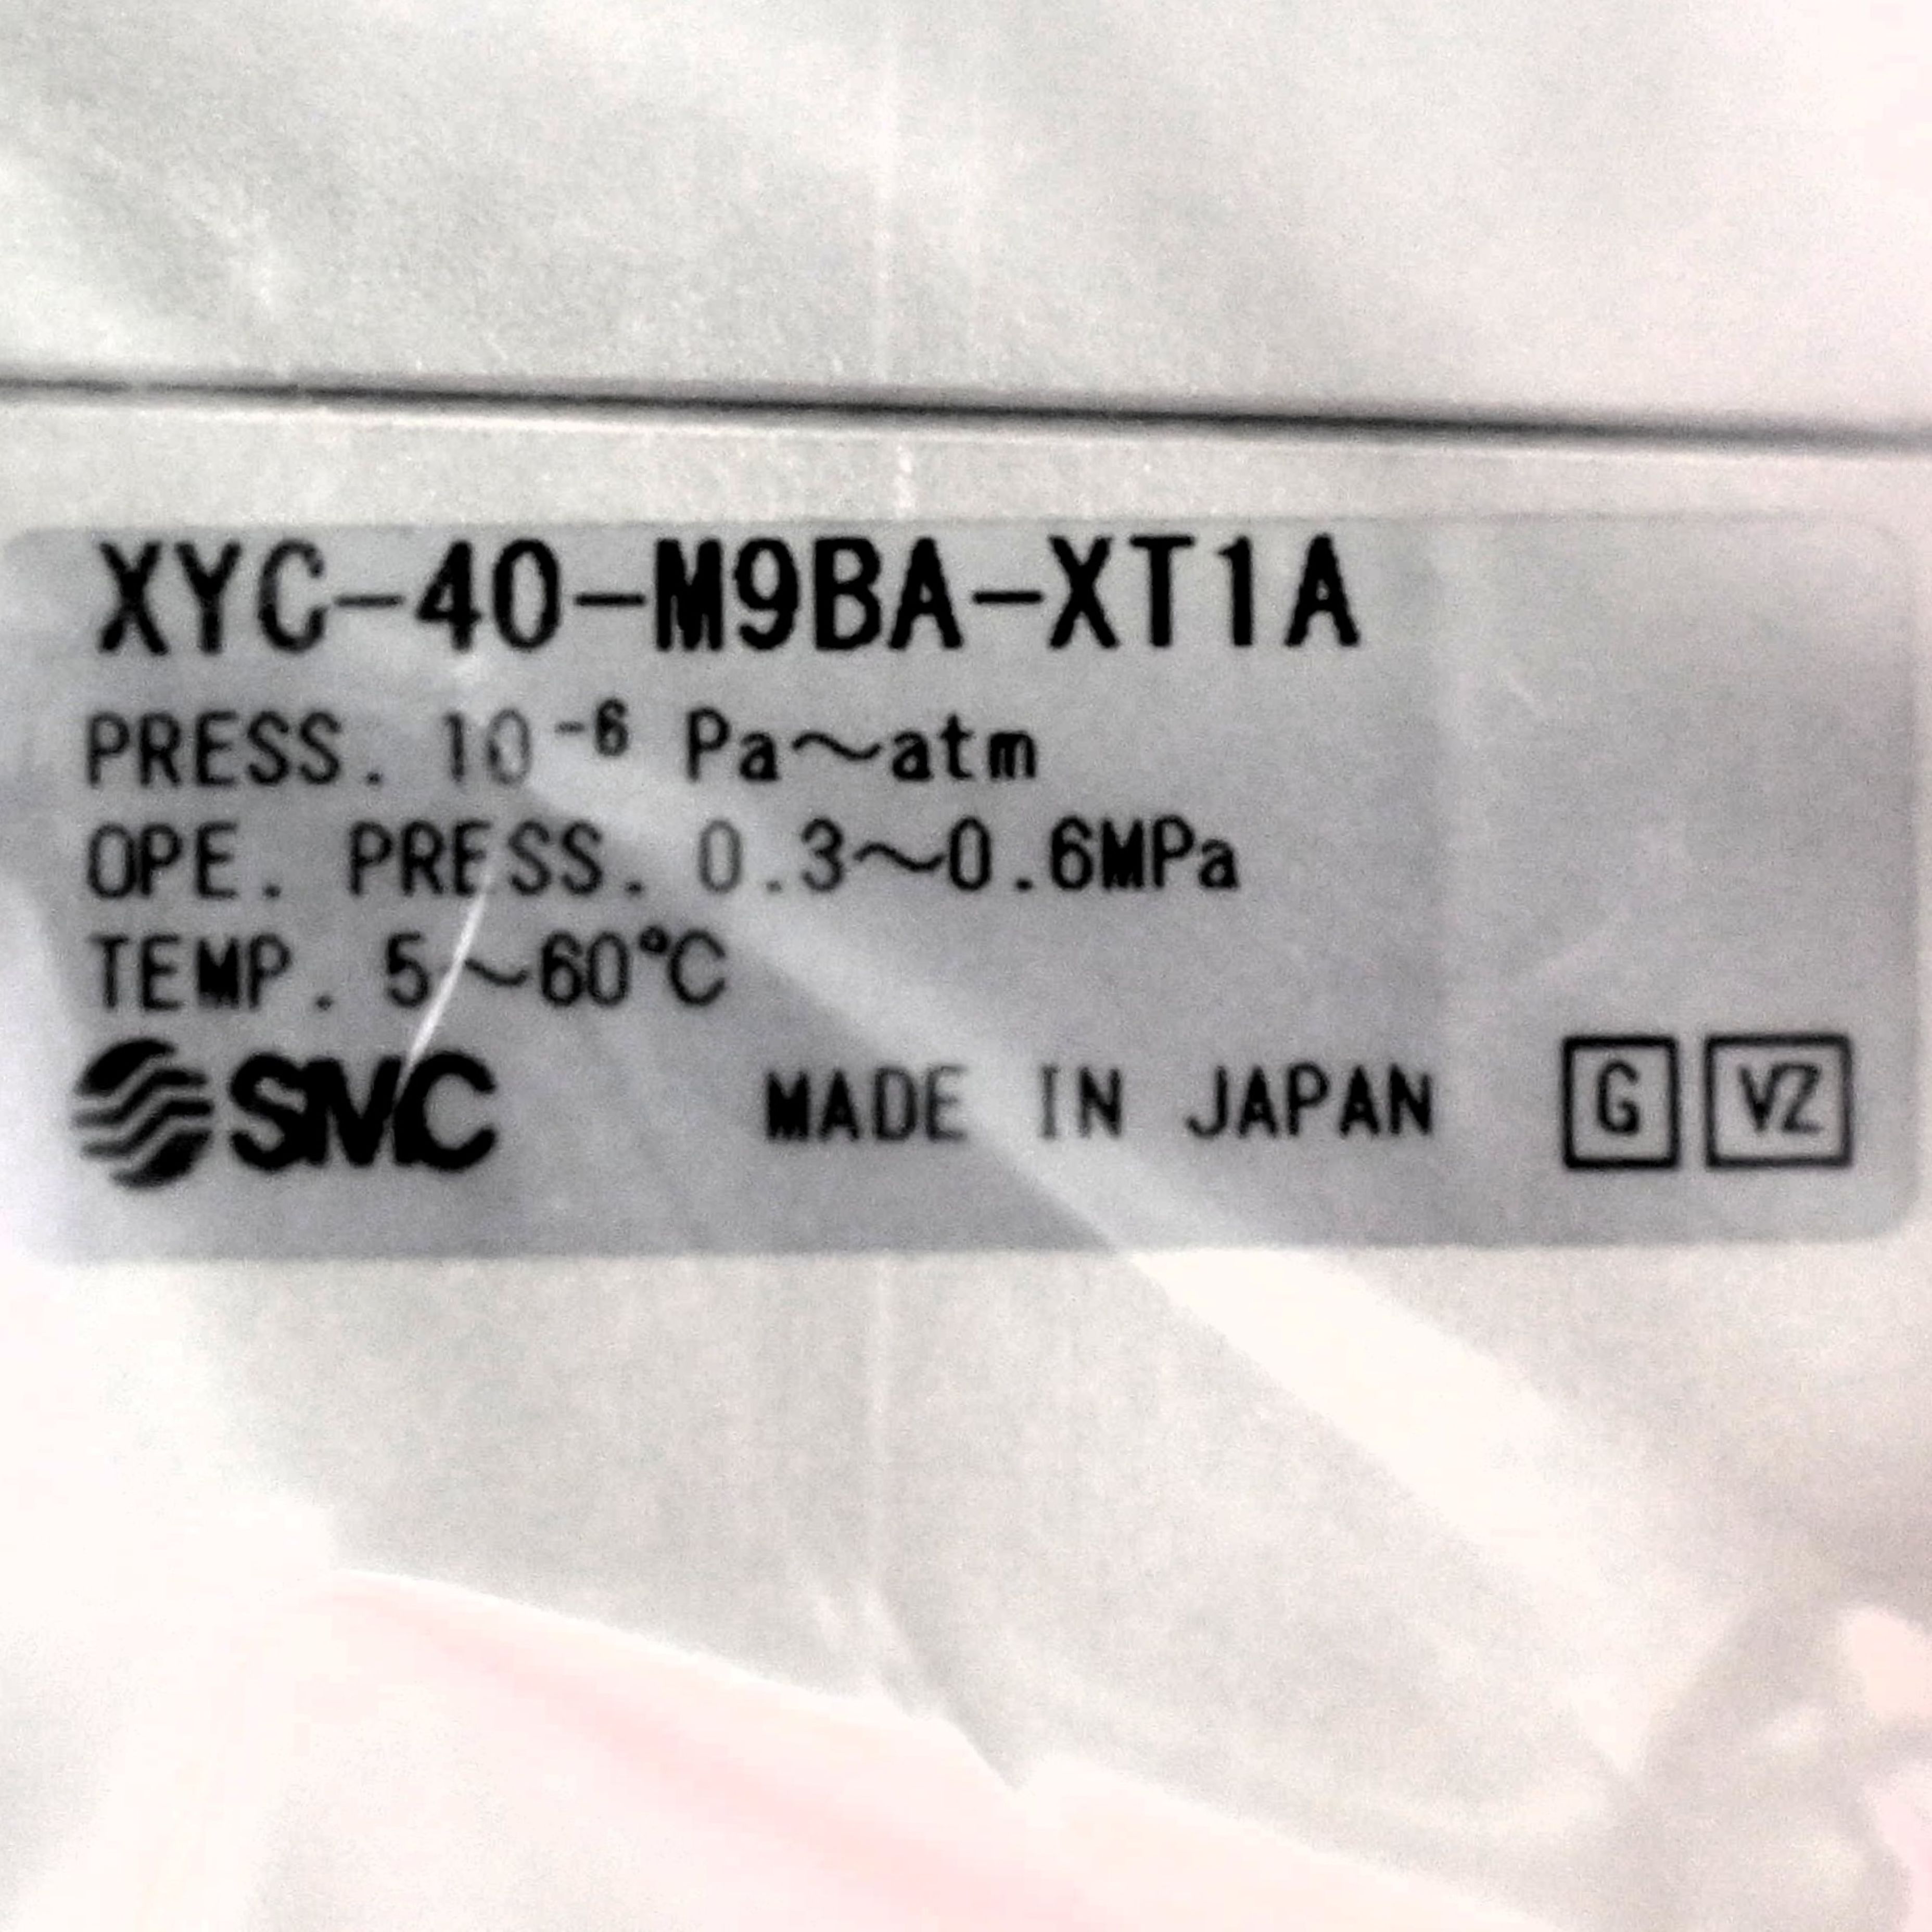 XYC-40-M9BA-XT1A
PRESS. 10⁻⁶ Pa～atm
OPE. PRESS. 0.3～0.6MPa
TEMP. 5～60℃
SMC MADE IN JAPAN G VZ